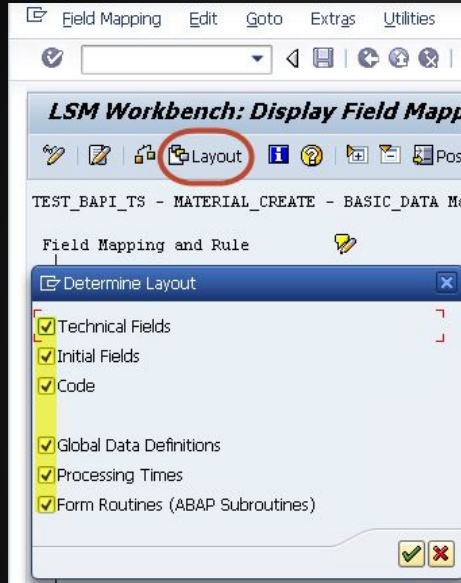 Field Mapping Edit Goto Extras Utilities
LSM Workbench: Display Field Mapp
Layout Pos
TEST_BAPI_TS - MATERIAL_CREATE - BASIC_DATA Ma
Field Mapping and Rule
Determine Layout
Technical Fields
Initial Fields
Code
Global Data Definitions
Processing Times
Form Routines (ABAP Subroutines)